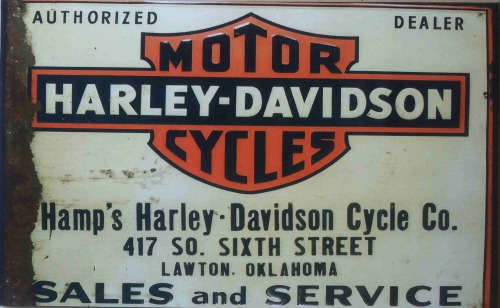 AUTHORIZED DEALER
MOTOR
HARLEY-DAVIDSON
CYCLES
Hamp's Harley-Davidson Cycle Co.
417 SO. SIXTH STREET
LAWTON. OKLAHOMA
SALES and SERVICE